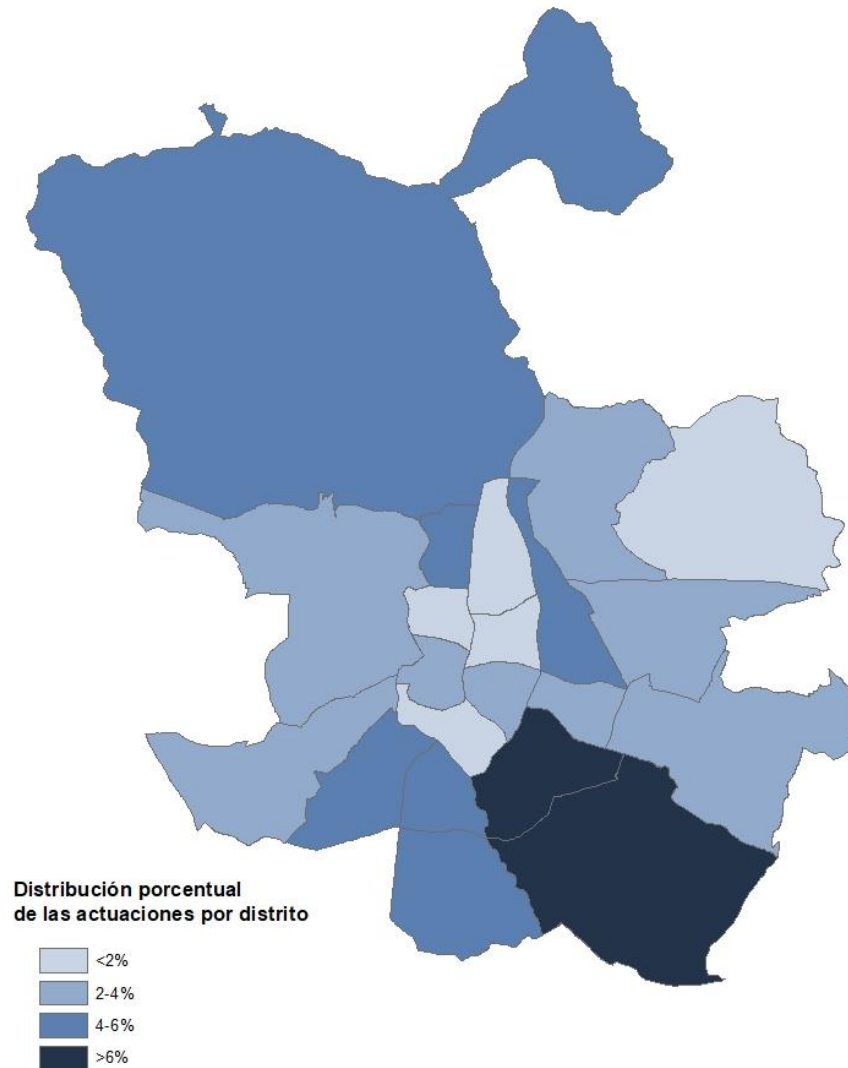 Distribución porcentual
de las actuaciones por distrito
<2%
2-4%
4-6%
>6%